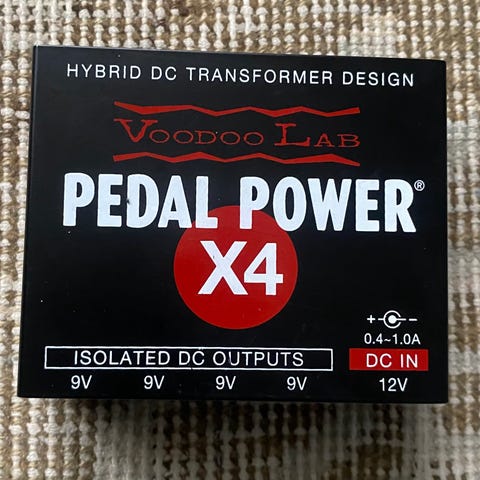 HYBRID DC TRANSFORMER DESIGN
VOODOO LAB
PEDAL POWER®
X4
+ -
0.4~1.0A
ISOLATED DC OUTPUTS DC IN
9V 9V 9V 9V 12V